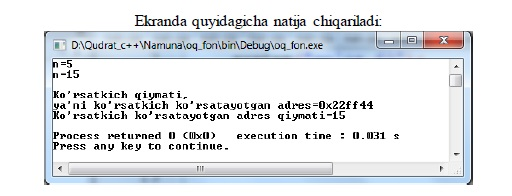 Ekranda quyidagicha natija chiqariladi:
D:\Qudrat_c++\Namuna\oq_fon\bin\Debug\oq_fon.exe
n=5
n=15
Ko'rsatkich qiymati,
ya'ni ko'rsatkich ko'rsatayotgan adres=0x22ff44
Ko'rsatkich ko'rsatayotgan adres qiymati=15
Process returned 0 (0x0)   execution time : 0.031 s
Press any key to continue.